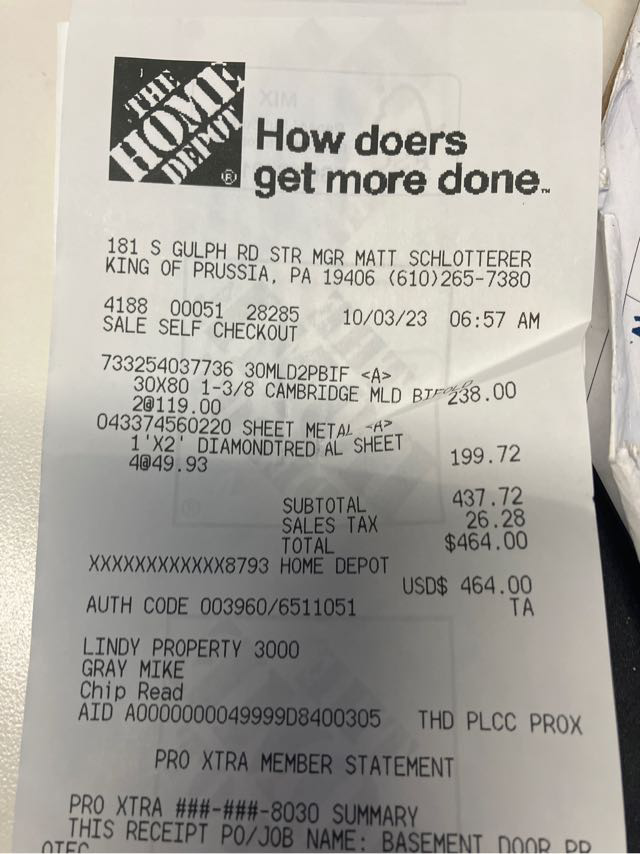 THE
HOME
DEPOT
®
How doers
get more done™
181 S GULPH RD STR MGR MATT SCHLOTTERER
KING OF PRUSSIA, PA 19406 (610)265-7380
4188 00051 28285 10/03/23 06:57 AM
SALE SELF CHECKOUT
733254037736 30MLD2PBIF <A>
30X80 1-3/8 CAMBRIDGE MLD BIFOLD 238.00
2@119.00
043374560220 SHEET METAL <A>
1'X2' DIAMONDTRED AL SHEET
4@49.93 199.72
SUBTOTAL 437.72
SALES TAX 26.28
TOTAL $464.00
XXXXXXXXXXXX8793 HOME DEPOT
USD$ 464.00
AUTH CODE 003960/6511051 TA
LINDY PROPERTY 3000
GRAY MIKE
Chip Read
AID A0000000049999D8400305 THD PLCC PROX
PRO XTRA MEMBER STATEMENT
PRO XTRA ###-###-8030 SUMMARY
THIS RECEIPT PO/JOB NAME: BASEMENT DOOR PR